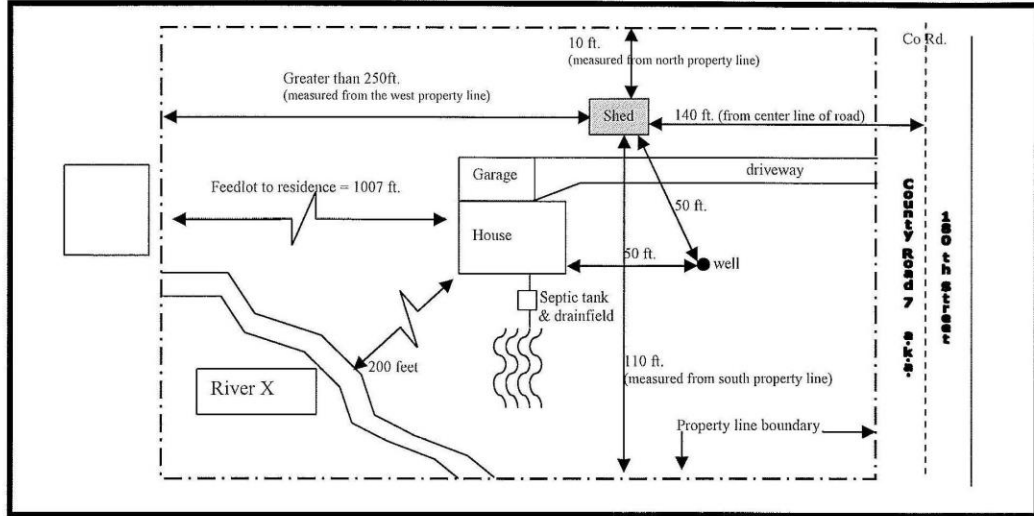 10 ft.
(measured from north property line)
Co Rd.
Greater than 250ft.
(measured from the west property line)
Shed
140 ft. (from center line of road)
Garage
driveway
Feedlot to residence = 1007 ft.
50 ft.
House
50 ft.
well
County Road 7 a.k.a.
180 th Street
Septic tank
& drainfield
200 feet
110 ft.
(measured from south property line)
River X
Property line boundary